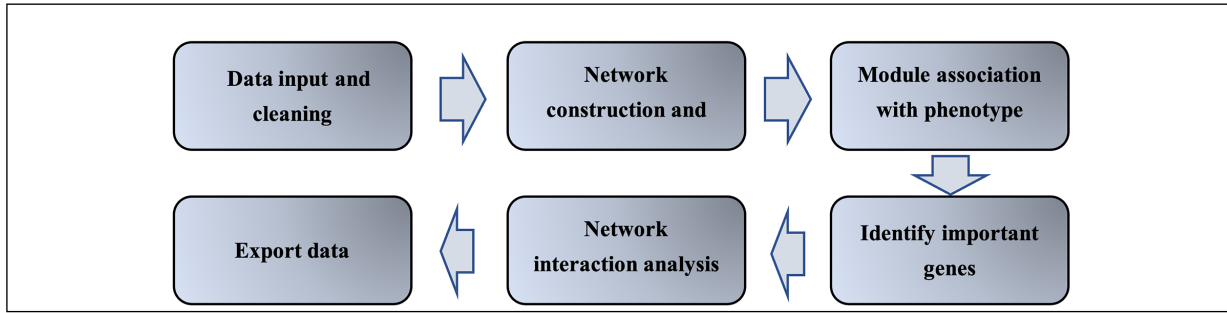 Data input and
cleaning
Network
construction and
Module association
with phenotype
Identify important
genes
Network
interaction analysis
Export data